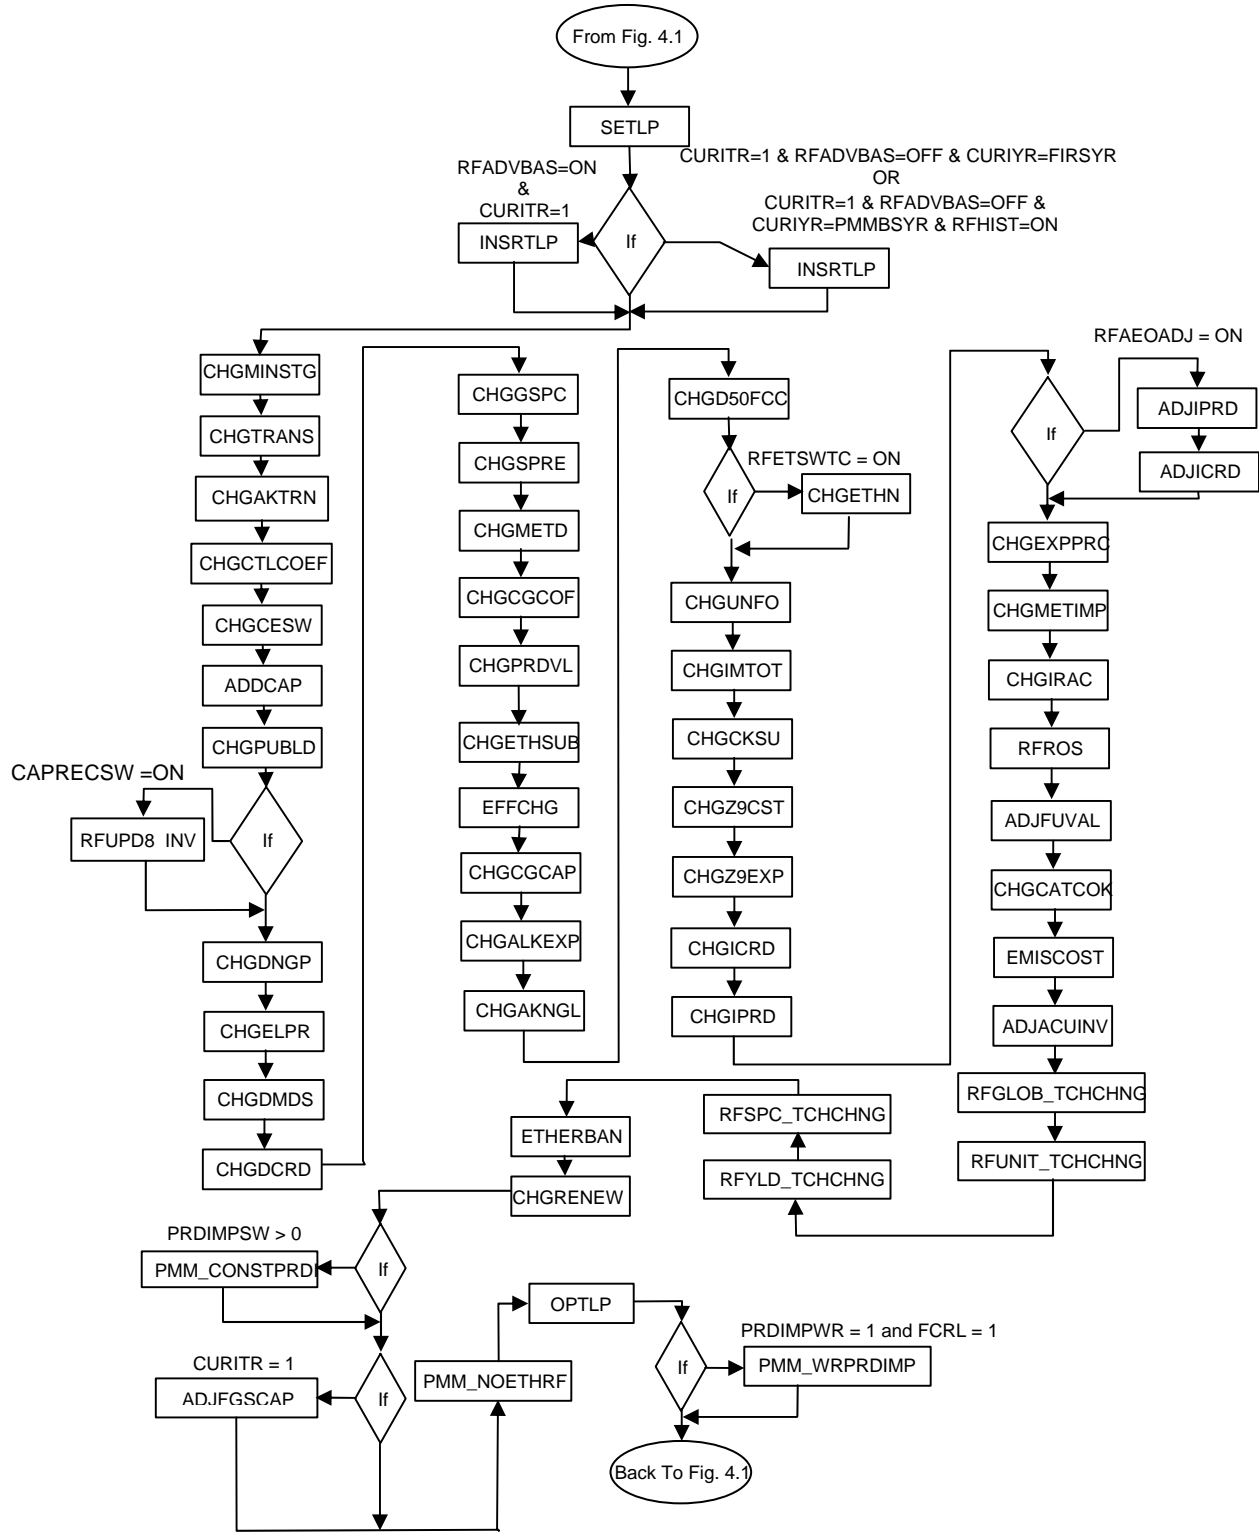 From Fig. 4.1
SETLP
RFADVBAS=ON
&
CURITR=1
CURITR=1 & RFADVBAS=OFF & CURIYR=FIRSYR
OR
CURITR=1 & RFADVBAS=OFF &
CURIYR=PMMBSYR & RFHIST=ON
INSRTLP
If
INSRTLP
CHGMINSTG
CHGTRANS
CHGAKTRN
CHGCTLCOEF
CHGCESW
ADDCAP
CHGPUBLD
CAPRECSW =ON
RFUPD8 INV
If
CHGDNGP
CHGELPR
CHGDMDS
CHGDCRD
CHGGSPC
CHGSPRE
CHGMETD
CHGCGCOF
CHGPRDVL
CHGETHSUB
EFFCHG
CHGCGCAP
CHGALKEXP
CHGAKNGL
CHGD50FCC
RFETSWTC = ON
If
CHGETHN
CHGUNFO
CHGIMTOT
CHGCKSU
CHGZ9CST
CHGZ9EXP
CHGICRD
CHGIPRD
RFAEOADJ = ON
If
ADJIPRD
ADJICRD
CHGEXPPRC
CHGMETIMP
CHGIRAC
RFROS
ADJFUVAL
CHGCATCOK
EMISCOST
ADJACUINV
RFGLOB_TCHCHNG
RFUNIT_TCHCHNG
RFYLD_TCHCHNG
RFSPC_TCHCHNG
ETHERBAN
CHGRENEW
PRDIMPSW > 0
PMM_CONSTPRDI
If
CURITR = 1
ADJFGSCAP
If
PMM_NOETHRF
OPTLP
PRDIMPWR = 1 and FCRL = 1
If
PMM_WRPRDIMP
Back To Fig. 4.1